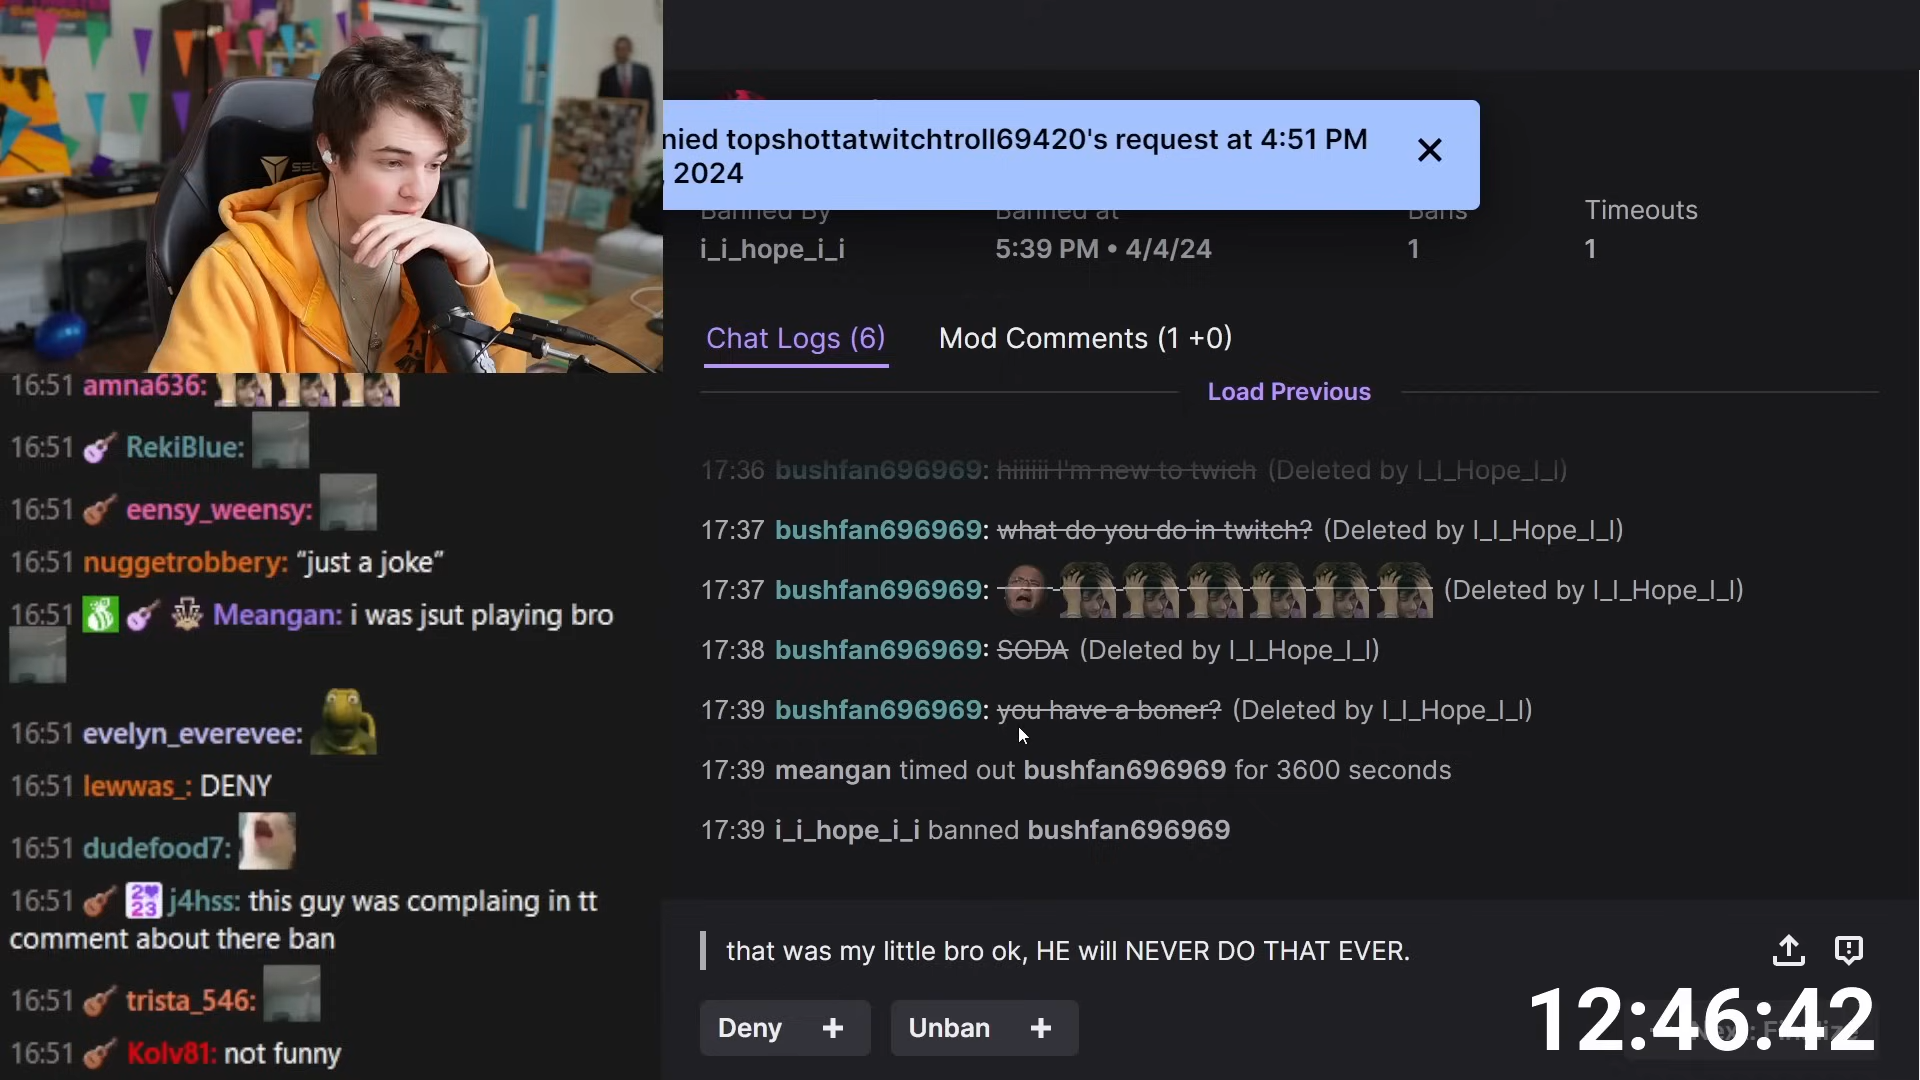 nied topshottatwitchtroll69420's request at 4:51 PM
, 2024
Banned By
Banned at
Bans
Timeouts
i_i_hope_i_i
5:39 PM • 4/4/24
1
1
Chat Logs (6)
Mod Comments (1 +0)
Load Previous
17:36 bushfan696969: hiiiiii I'm new to twich (Deleted by I_I_Hope_I_I)
17:37 bushfan696969: what do you do in twitch? (Deleted by I_I_Hope_I_I)
17:37 bushfan696969: (Deleted by I_I_Hope_I_I)
17:38 bushfan696969: SODA (Deleted by I_I_Hope_I_I)
17:39 bushfan696969: you have a boner? (Deleted by I_I_Hope_I_I)
17:39 meangan timed out bushfan696969 for 3600 seconds
17:39 i_i_hope_i_i banned bushfan696969
that was my little bro ok, HE will NEVER DO THAT EVER.
Deny +
Unban +
12:46:42
16:51 amna636:
16:51 RekiBlue:
16:51 eensy_weensy:
16:51 nuggetrobbery: “just a joke”
16:51 Meangan: i was jsut playing bro
16:51 evelyn_everevee:
16:51 lewwas_: DENY
16:51 dudefood7:
16:51 2♥23 j4hss: this guy was complaing in tt
comment about there ban
16:51 trista_546:
16:51 Kolv81: not funny